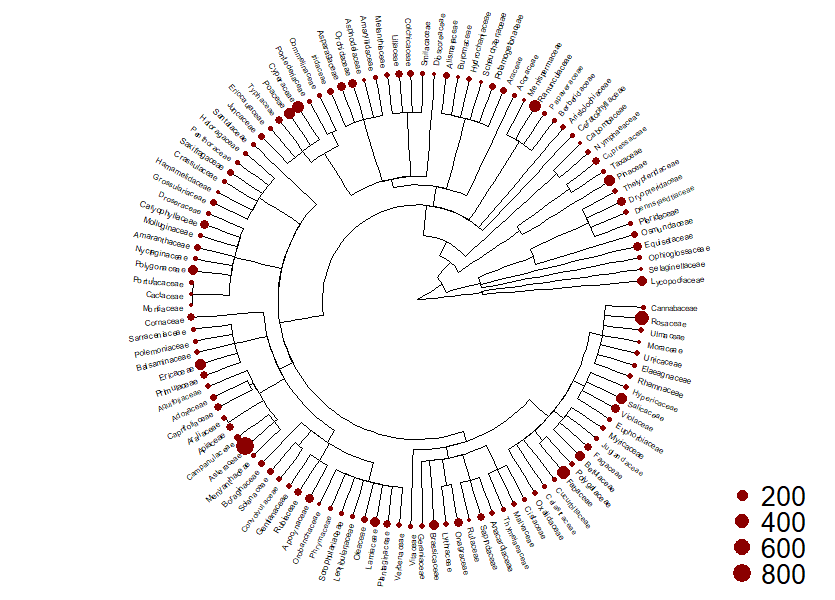 Cannabaceae
Rosaceae
Ulmaceae
Moraceae
Urticaceae
Elaeagnaceae
Rhamnaceae
Hypericaceae
Salicaceae
Violaceae
Euphorbiaceae
Myricaceae
Juglandaceae
Fagaceae
Betulaceae
Polygalaceae
Fabaceae
Cucurbitaceae
Celastraceae
Oxalidaceae
Cistaceae
Malvaceae
Thymelaeaceae
Anacardiaceae
Sapindaceae
Rutaceae
Onagraceae
Lythraceae
Brassicaceae
Geraniaceae
Vitaceae
Verbenaceae
Plantaginaceae
Lamiaceae
Oleaceae
Lentibulariaceae
Scrophulariaceae
Phrymaceae
Orobanchaceae
Apocynaceae
Rubiaceae
Gentianaceae
Convolvulaceae
Solanaceae
Boraginaceae
Menyanthaceae
Asteraceae
Campanulaceae
Apiaceae
Araliaceae
Caprifoliaceae
Adoxaceae
Aquifoliaceae
Primulaceae
Ericaceae
Balsaminaceae
Polemoniaceae
Sarraceniaceae
Cornaceae
Montiaceae
Cactaceae
Portulacaceae
Polygonaceae
Nyctaginaceae
Amaranthaceae
Molluginaceae
Caryophyllaceae
Droseraceae
Grossulariaceae
Hamamelidaceae
Crassulaceae
Saxifragaceae
Penthoraceae
Haloragaceae
Santalaceae
Juncaceae
Eriocaulaceae
Typhaceae
Poaceae
Cyperaceae
Pontederiaceae
Commelinaceae
Iridaceae
Asparagaceae
Orchidaceae
Asphodelaceae
Amaryllidaceae
Melanthiaceae
Liliaceae
Colchicaceae
Smilacaceae
Dioscoreaceae
Alismataceae
Butomaceae
Hydrocharitaceae
Scheuchzeriaceae
Potamogetonaceae
Araceae
Acoraceae
Menispermaceae
Ranunculaceae
Papaveraceae
Berberidaceae
Aristolochiaceae
Ceratophyllaceae
Cabombaceae
Nymphaeaceae
Cupressaceae
Taxaceae
Pinaceae
Thelypteridaceae
Dryopteridaceae
Dennstaedtiaceae
Pteridaceae
Osmundaceae
Equisetaceae
Ophioglossaceae
Selaginellaceae
Lycopodiaceae
200
400
600
800